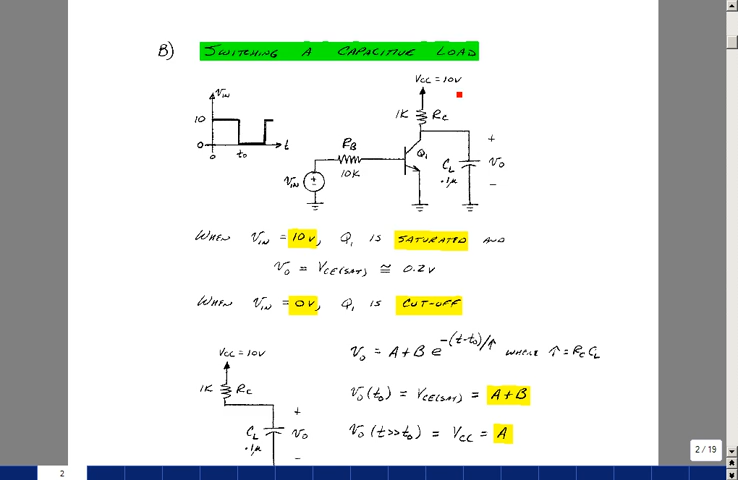 B) SWITCHING A CAPACITIVE LOAD
VCC = 10V
VIN
10
0
0
t0
t
1K
RC
RB
10K
VIN
Q1
CL
.1μ
+
VO
-
WHEN VIN = 10V, Q1 IS SATURATED AND
VO = VCE(SAT) ≅ 0.2V
WHEN VIN = 0V, Q1 IS CUT-OFF
VCC = 10V
1K
RC
CL
.1μ
+
VO
-
VO = A + B e^-(t-t0)/τ WHERE τ = RC CL
VO(t0) = VCE(SAT) = A + B
VO(t>>t0) = VCC = A
2 / 19
2